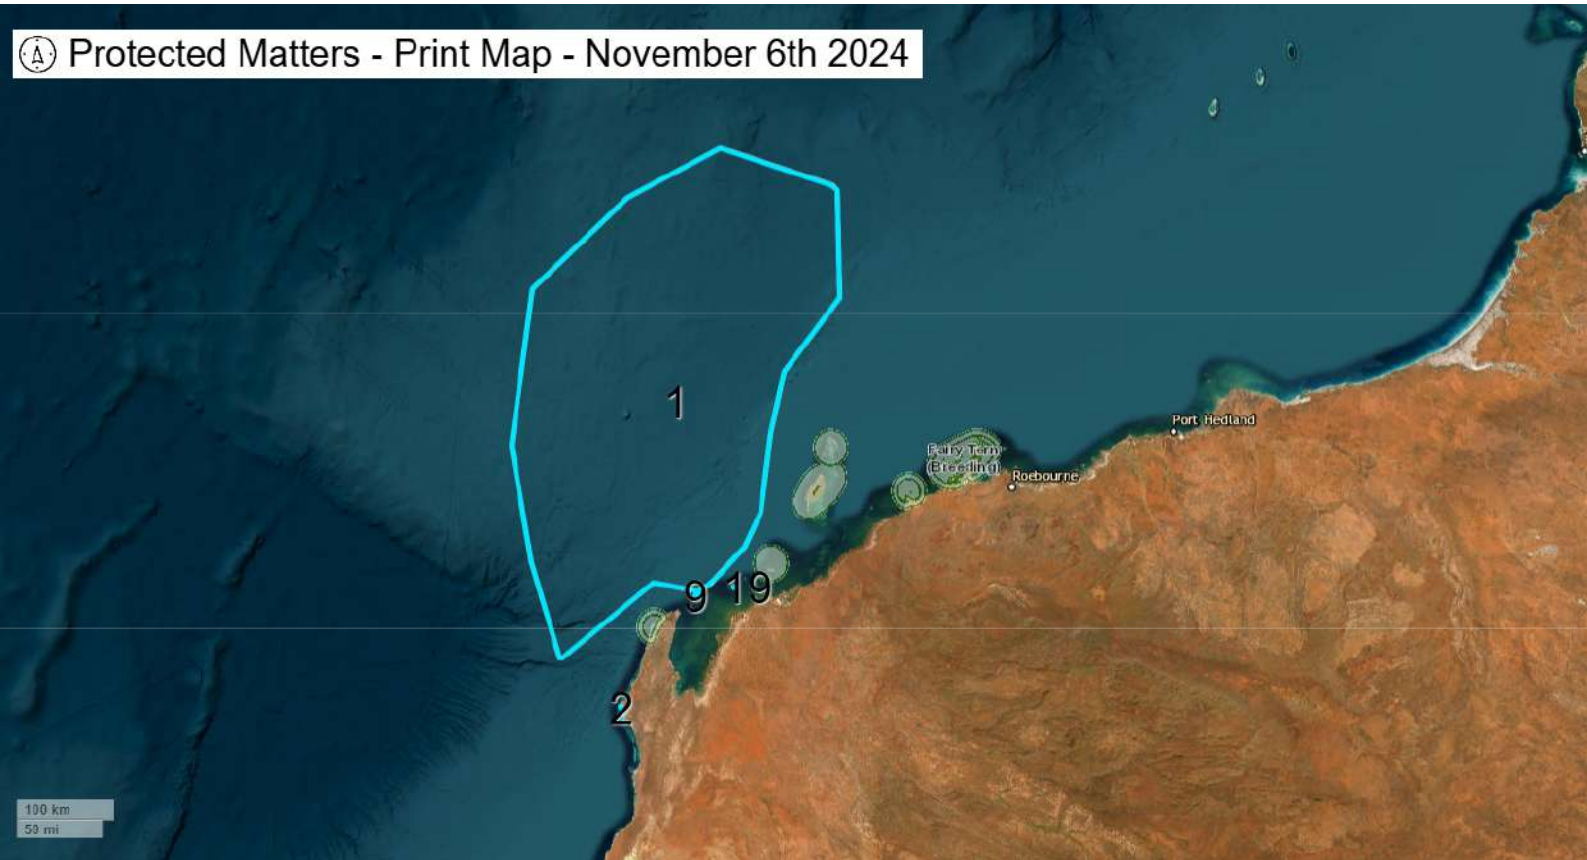 Protected Matters - Print Map - November 6th 2024
1
Port Hedland
Fairy Tern
(Breeding)
Roebourne
9
19
2
100 km
50 mi